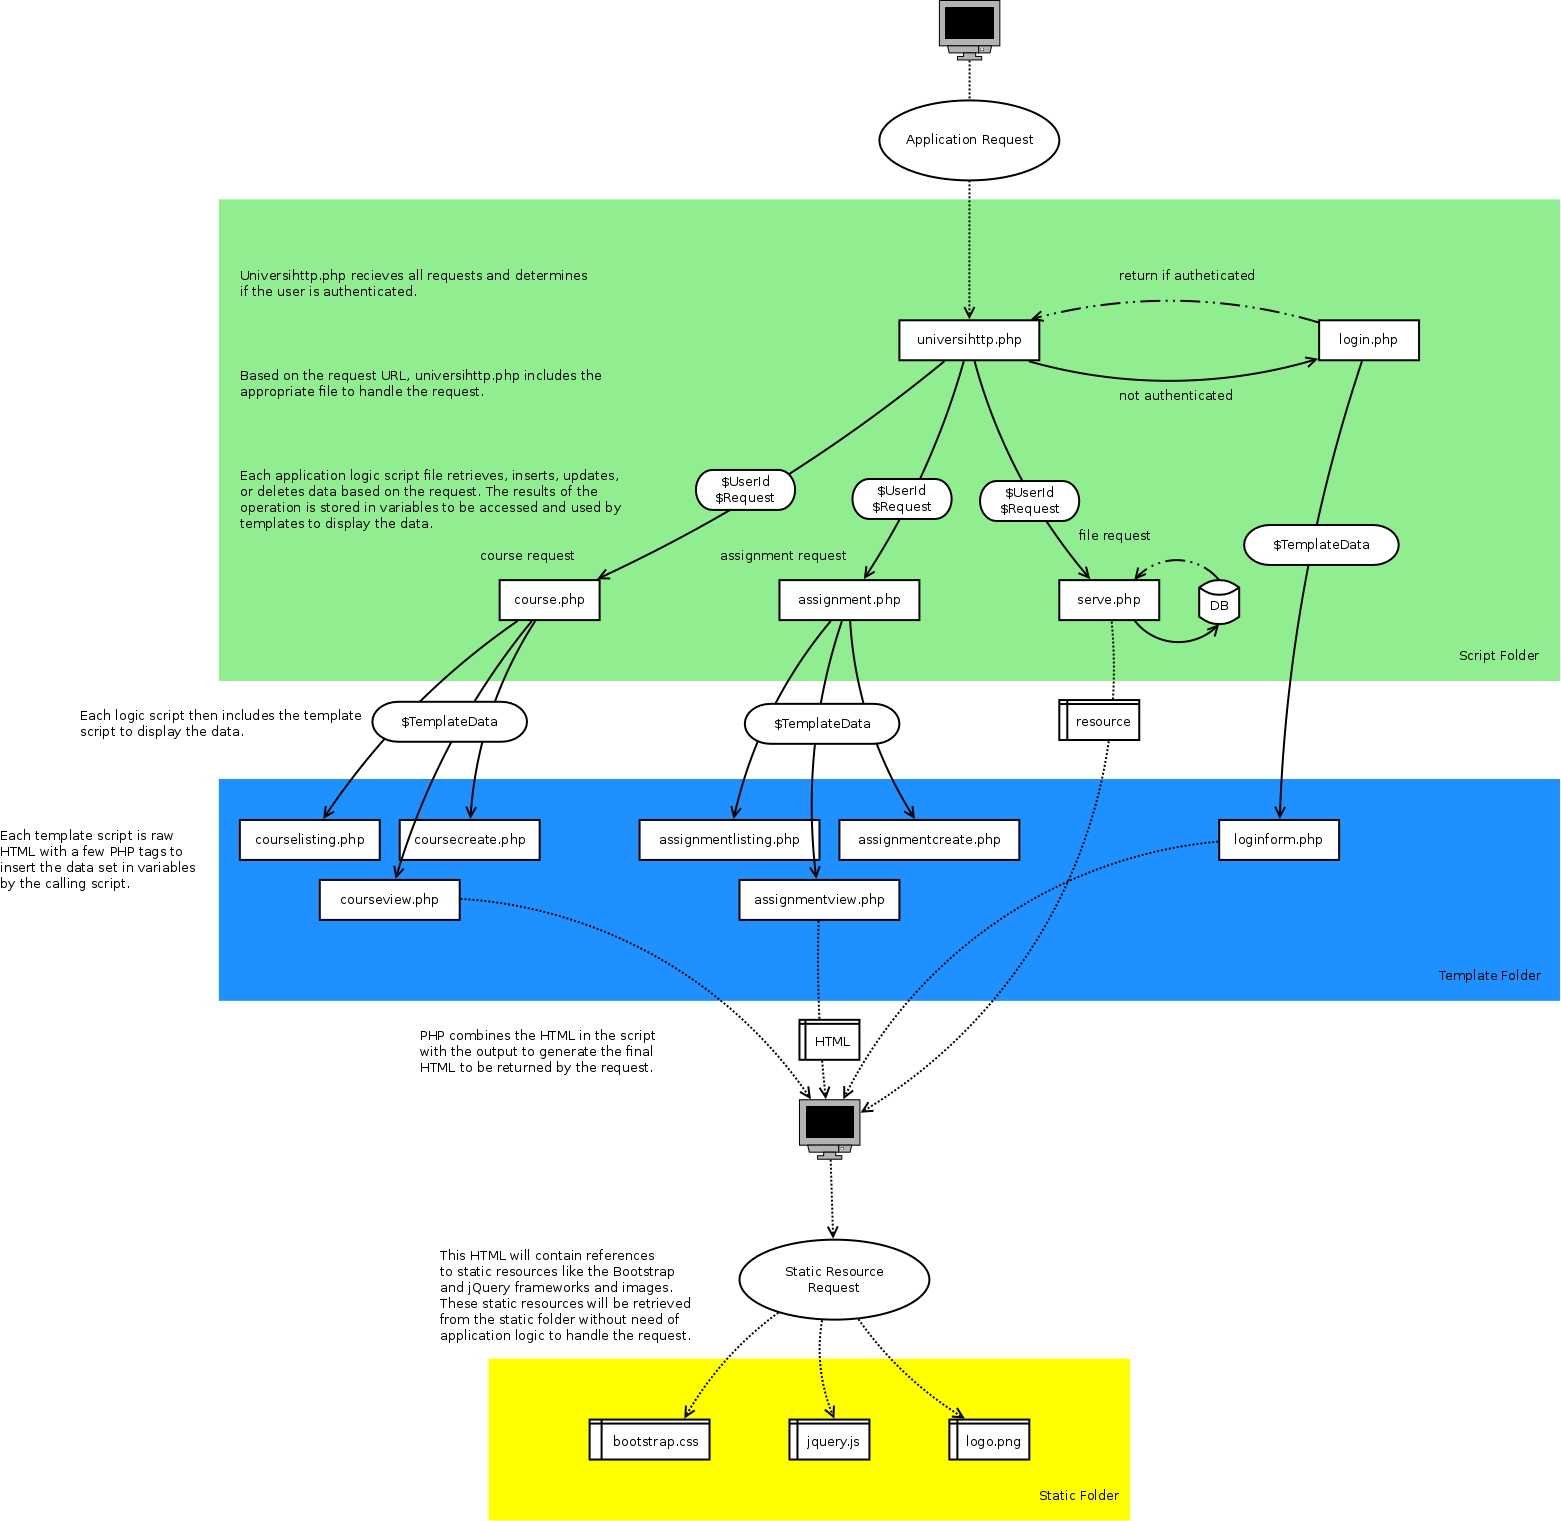 Application Request
Universihttp.php recieves all requests and determines
if the user is authenticated.
return if autheticated
universihttp.php
login.php
Based on the request URL, universihttp.php includes the
appropriate file to handle the request.
not authenticated
Each application logic script file retrieves, inserts, updates,
or deletes data based on the request. The results of the
operation is stored in variables to be accessed and used by
templates to display the data.
$UserId
$Request
$UserId
$Request
$UserId
$Request
file request
$TemplateData
course request
assignment request
course.php
assignment.php
serve.php
DB
Script Folder
Each logic script then includes the template
script to display the data.
$TemplateData
$TemplateData
resource
Each template script is raw
HTML with a few PHP tags to
insert the data set in variables
by the calling script.
courselisting.php
coursecreate.php
assignmentlisting.php
assignmentcreate.php
loginform.php
courseview.php
assignmentview.php
Template Folder
PHP combines the HTML in the script
with the output to generate the final
HTML to be returned by the request.
HTML
This HTML will contain references
to static resources like the Bootstrap
and jQuery frameworks and images.
These static resources will be retrieved
from the static folder without need of
application logic to handle the request.
Static Resource
Request
bootstrap.css
jquery.js
logo.png
Static Folder